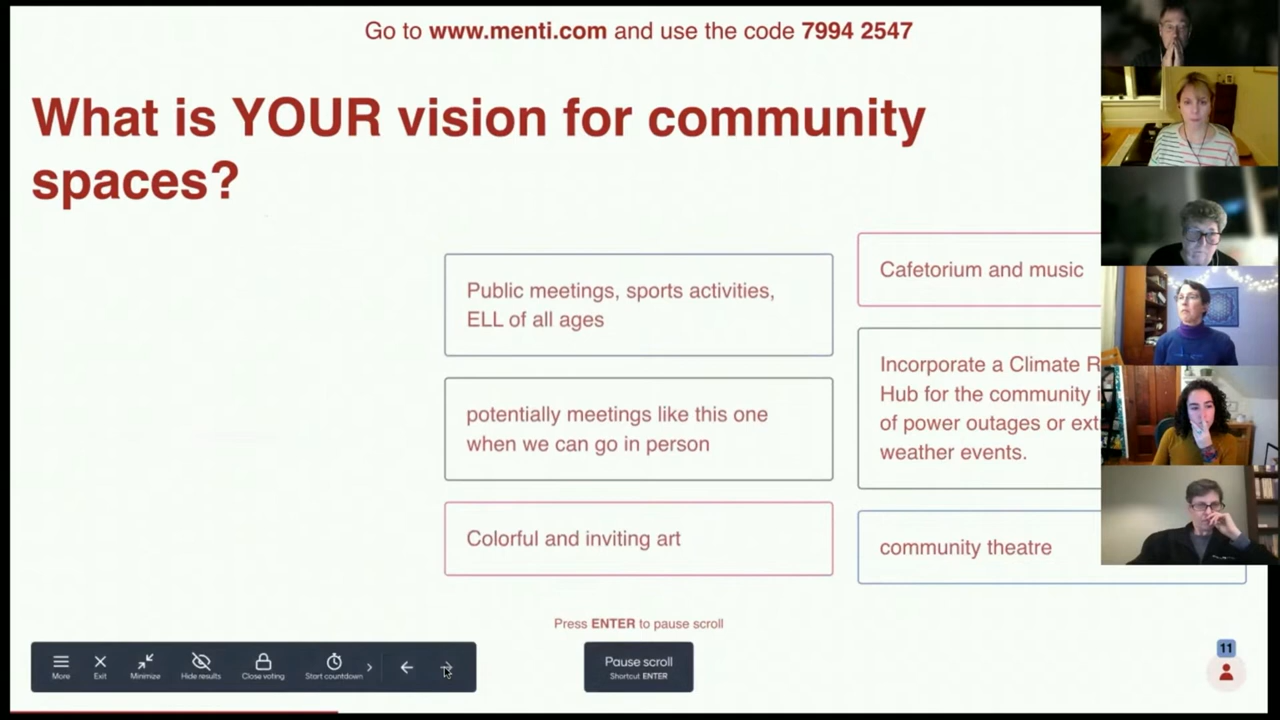 Go to www.menti.com and use the code 7994 2547
What is YOUR vision for community
spaces?
Public meetings, sports activities,
ELL of all ages
potentially meetings like this one
when we can go in person
Colorful and inviting art
Cafetorium and music
Incorporate a Climate R
Hub for the community
of power outages or ext
weather events.
community theatre
Press ENTER to pause scroll
More
Exit
Minimize
Hide results
Close voting
Start countdown
Pause scroll
Shortcut ENTER
11